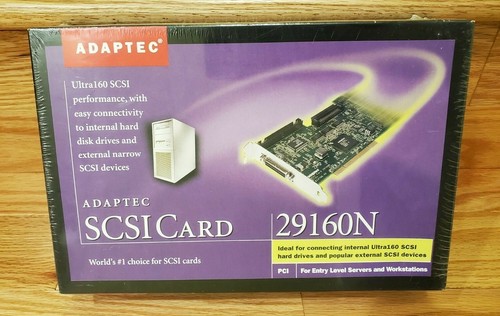 ADAPTEC®
Ultra160 SCSI
performance, with
easy connectivity
to internal hard
disk drives and
external narrow
SCSI devices
ADAPTEC
SCSI CARD
29160N
Ideal for connecting internal Ultra160 SCSI
hard drives and popular external SCSI devices
World's #1 choice for SCSI cards
PCI
For Entry Level Servers and Workstations